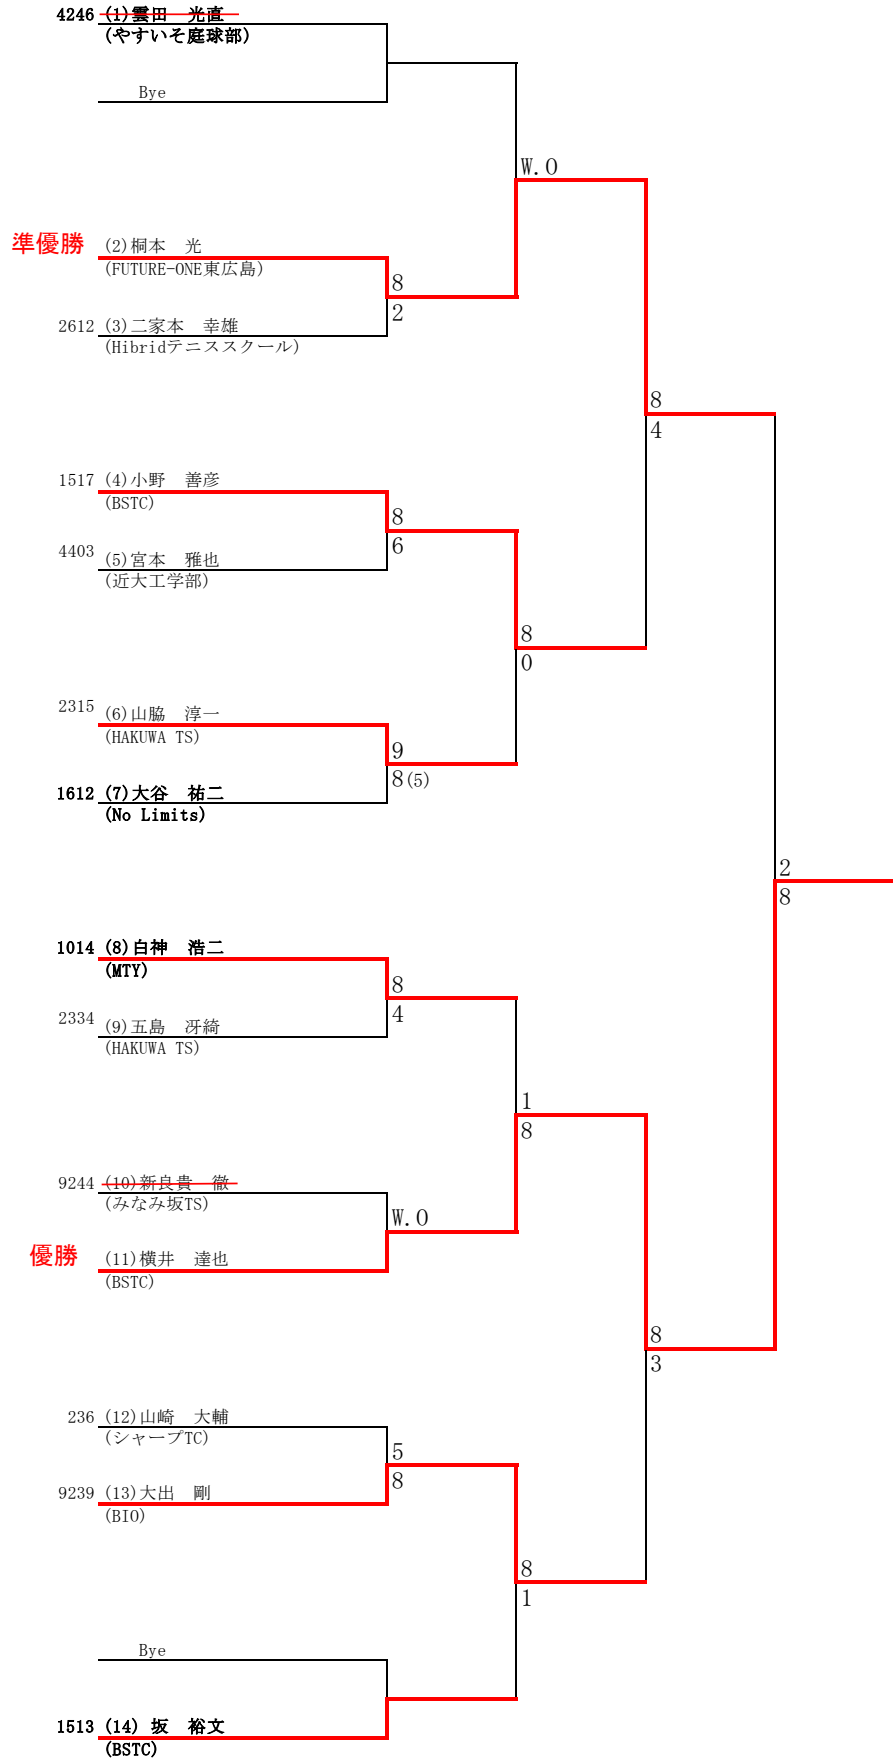 4246 (1)雲田　光直
(やすいそ庭球部)
Bye
W.O
準優勝 (2)桐本　光
(FUTURE-ONE東広島)
8
2
2612 (3)二家本　幸雄
(Hibridテニススクール)
8
4
1517 (4)小野　善彦
(BSTC)
8
6
4403 (5)宮本　雅也
(近大工学部)
8
0
2315 (6)山脇　淳一
(HAKUWA TS)
9
8(5)
1612 (7)大谷　祐二
(No Limits)
2
8
1014 (8)白神　浩二
(MTY)
8
4
2334 (9)五島　冴綺
(HAKUWA TS)
1
8
9244 (10)新良貴　徹
(みなみ坂TS)
W.O
優勝 (11)横井　達也
(BSTC)
8
3
236 (12)山崎　大輔
(シャープTC)
5
8
9239 (13)大出　剛
(BIO)
8
1
Bye
1513 (14) 坂　裕文
(BSTC)